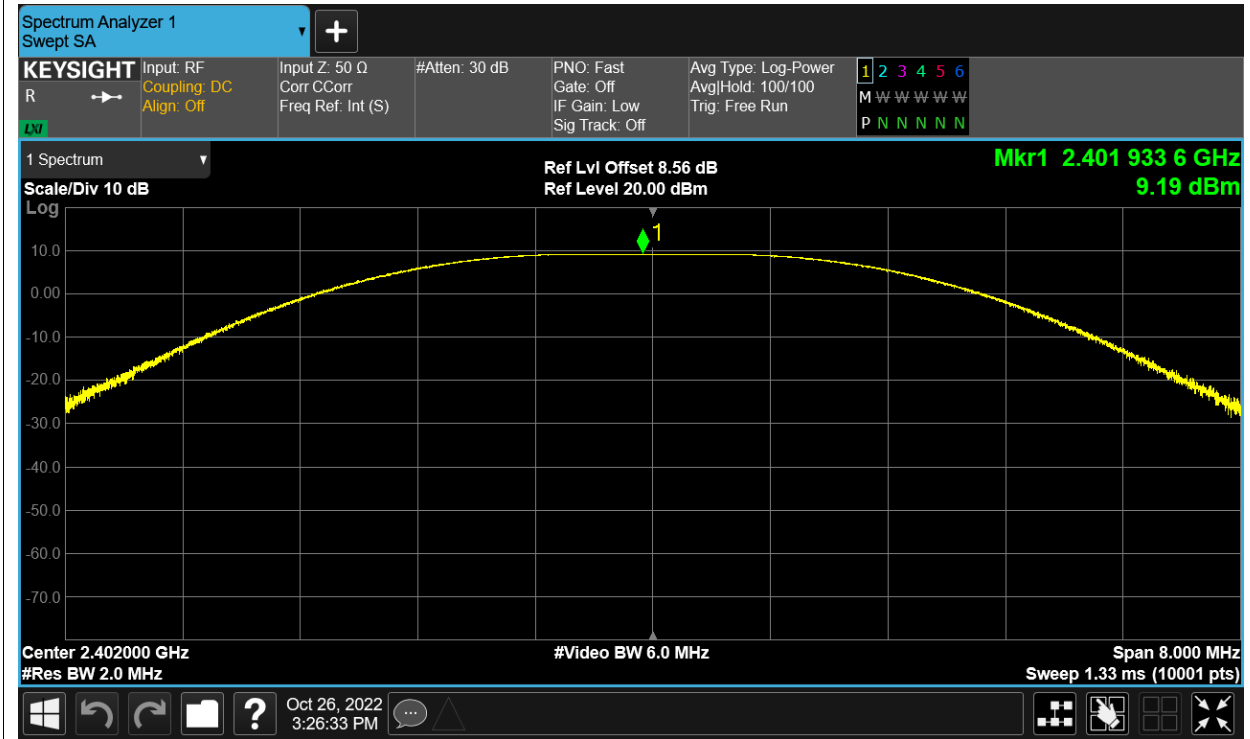 Spectrum Analyzer 1
Swept SA
+
KEYSIGHT Input: RF Input Z: 50 Ω #Atten: 30 dB PNO: Fast Avg Type: Log-Power 1 2 3 4 5 6
R Coupling: DC Corr CCorr Gate: Off Avg|Hold: 100/100 M W W W W W
Align: Off Freq Ref: Int (S) IF Gain: Low Trig: Free Run
LXI Sig Track: Off P N N N N N
1 Spectrum Ref Lvl Offset 8.56 dB Mkr1 2.401 933 6 GHz
Scale/Div 10 dB Ref Level 20.00 dBm 9.19 dBm
Log
1
10.0
0.00
-10.0
-20.0
-30.0
-40.0
-50.0
-60.0
-70.0
Center 2.402000 GHz #Video BW 6.0 MHz Span 8.000 MHz
#Res BW 2.0 MHz Sweep 1.33 ms (10001 pts)
? Oct 26, 2022
3:26:33 PM